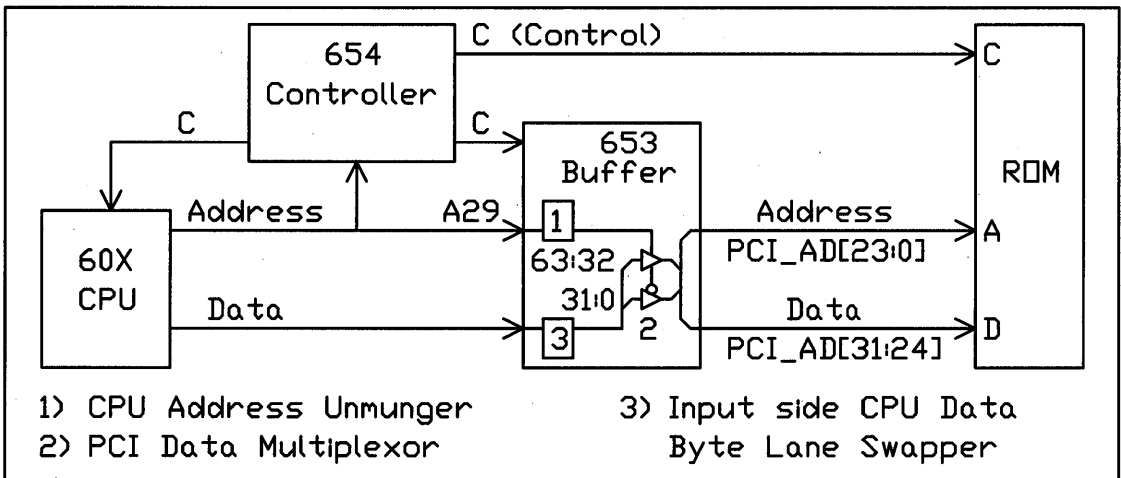 654
Controller
C (Control)
C
C
C
653
Buffer
ROM
60X
CPU
Address
A29
1
63:32
31:0
3
2
Data
Address
PCI_AD[23:0]
A
Data
PCI_AD[31:24]
D
1) CPU Address Unmunger
2) PCI Data Multiplexor
3) Input side CPU Data
Byte Lane Swapper